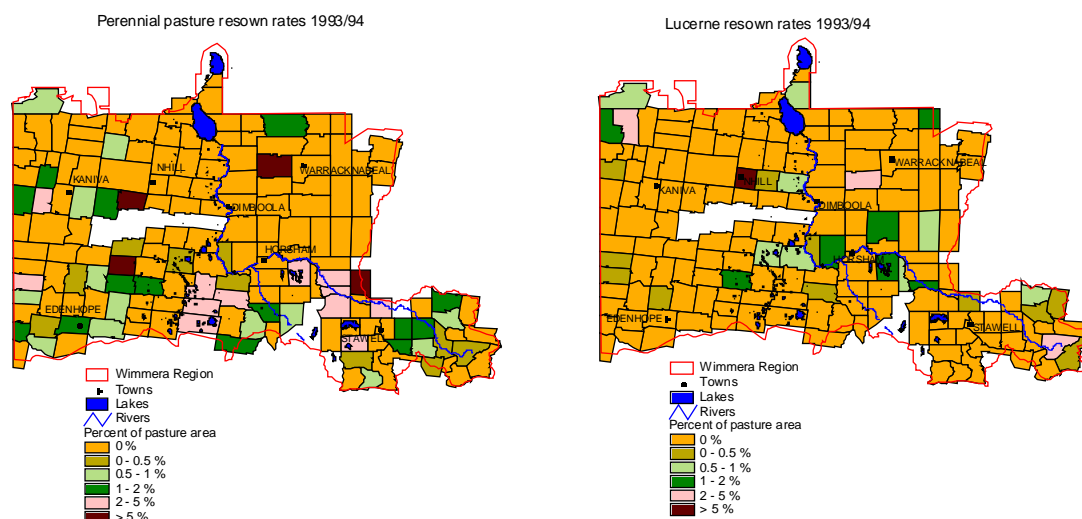 Perennial pasture resown rates 1993/94
KANIVA
NHILL
WARRACKNABEAL
DIMBOOLA
HORSHAM
EDENHOPE
STAWELL
Wimmera Region
Towns
Lakes
Rivers
Percent of pasture area
0 %
0 - 0.5 %
0.5 - 1 %
1 - 2 %
2 - 5 %
> 5 %
Lucerne resown rates 1993/94
WARRACKNABEAL
NHILL
KANIVA
DIMBOOLA
HORSHAM
EDENHOPE
STAWELL
Wimmera Region
Towns
Lakes
Rivers
Percent of pasture area
0 %
0 - 0.5 %
0.5 - 1 %
1 - 2 %
2 - 5 %
> 5 %